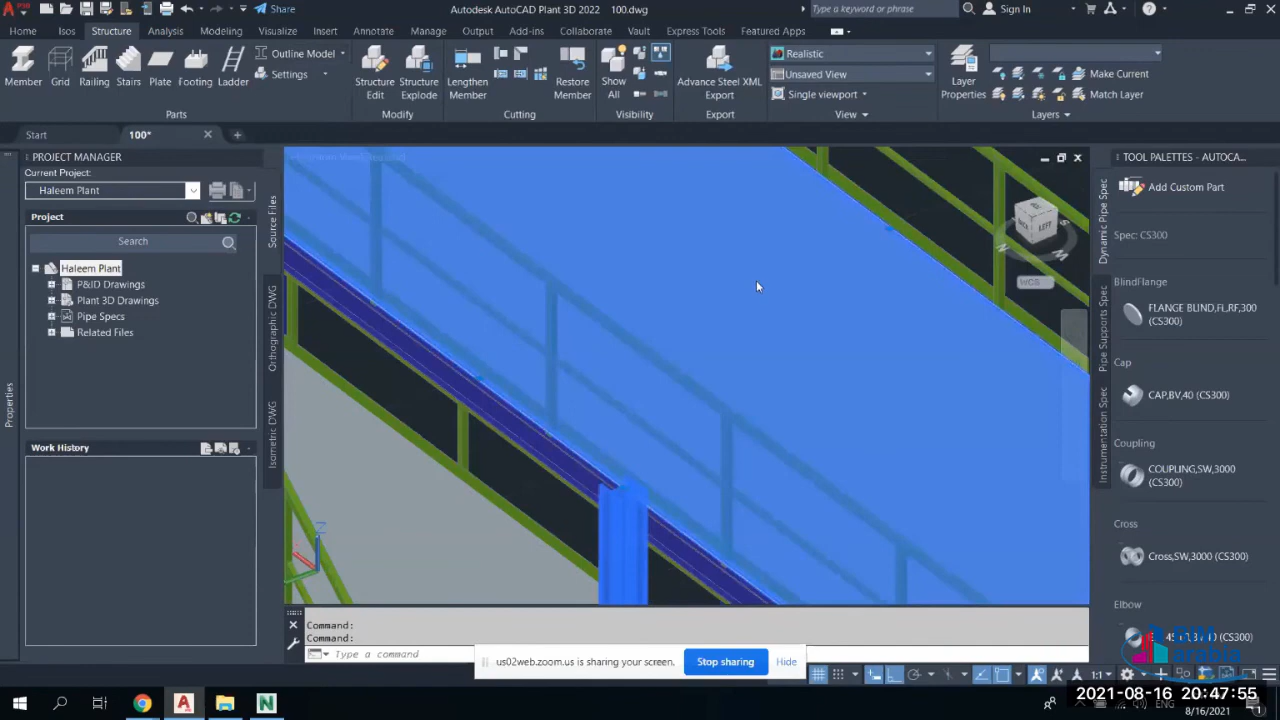 Share
Autodesk AutoCAD Plant 3D 2022 100.dwg
Type a keyword or phrase
Sign In
Home Isos Structure Analysis Modeling Visualize Insert Annotate Manage Output Add-ins Collaborate Vault Express Tools Featured Apps
Member Grid Railing Stairs Plate Footing Ladder
Outline Model
Settings
Structure Edit
Structure Explode
Lengthen Member
Restore Member
Show All
Advance Steel XML Export
Realistic
Unsaved View
Single viewport
Layer Properties
Make Current
Match Layer
Parts Modify Cutting Visibility Export View Layers
Start 100*
PROJECT MANAGER
Current Project:
Haleem Plant
Project
Search
Haleem Plant
P&ID Drawings
Plant 3D Drawings
Pipe Specs
Related Files
Work History
Properties
Source Files
Orthographic DWG
Isometric DWG
LEFT
WCS
Z
TOOL PALETTES - AUTOCA...
Dynamic Pipe Spec
Pipe Supports Spec
Instrumentation Spec
Add Custom Part
Spec: CS300
BlindFlange
FLANGE BLIND,FL,RF,300 (CS300)
Cap
CAP,BV,40 (CS300)
Coupling
COUPLING,SW,3000 (CS300)
Cross
Cross,SW,3000 (CS300)
Elbow
Command:
Command:
Type a command
us02web.zoom.us is sharing your screen.
Stop sharing
Hide
1:1
BIM arabia
2021-08-16 20:47:55
ENG
8/16/2021